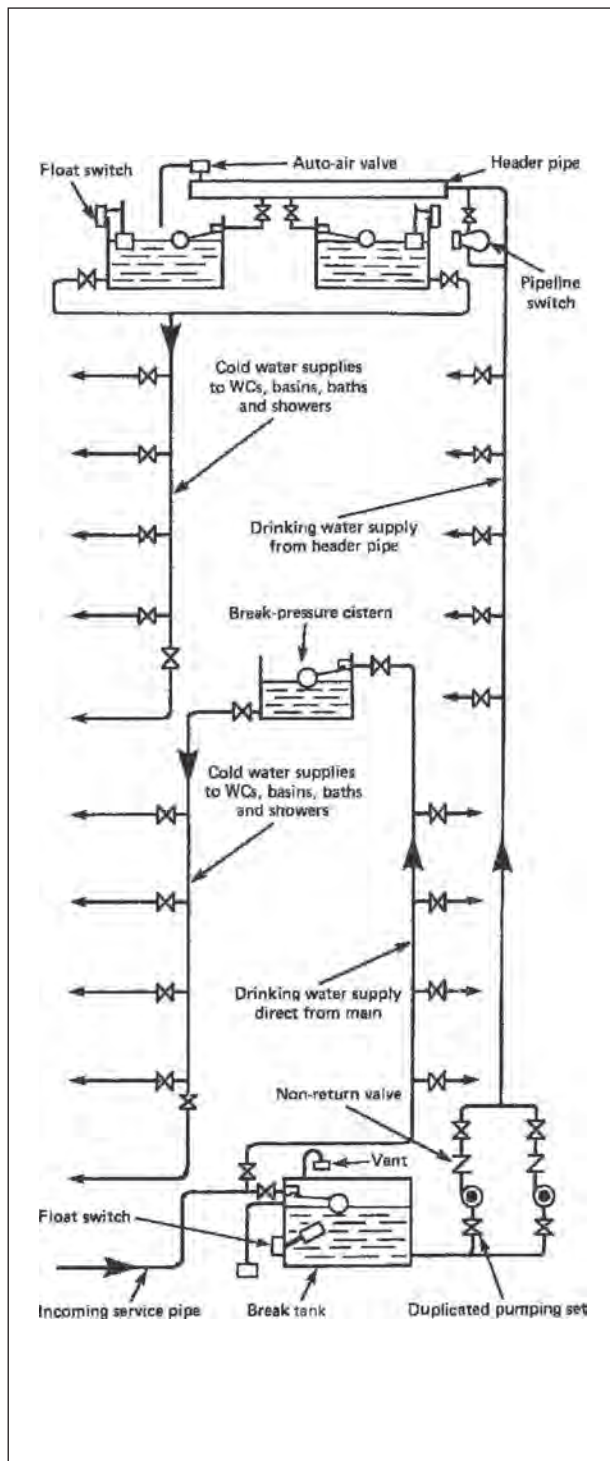 Auto-air valve
Header pipe
Float switch
Pipeline
switch
Cold water supplies
to WCs, basins, baths
and showers
Drinking water supply
from header pipe
Break-pressure cistern
Cold water supplies
to WCs, basins, baths
and showers
Drinking water supply
direct from main
Non-return valve
Vent
Float switch
Incoming service pipe
Break tank
Duplicated pumping set